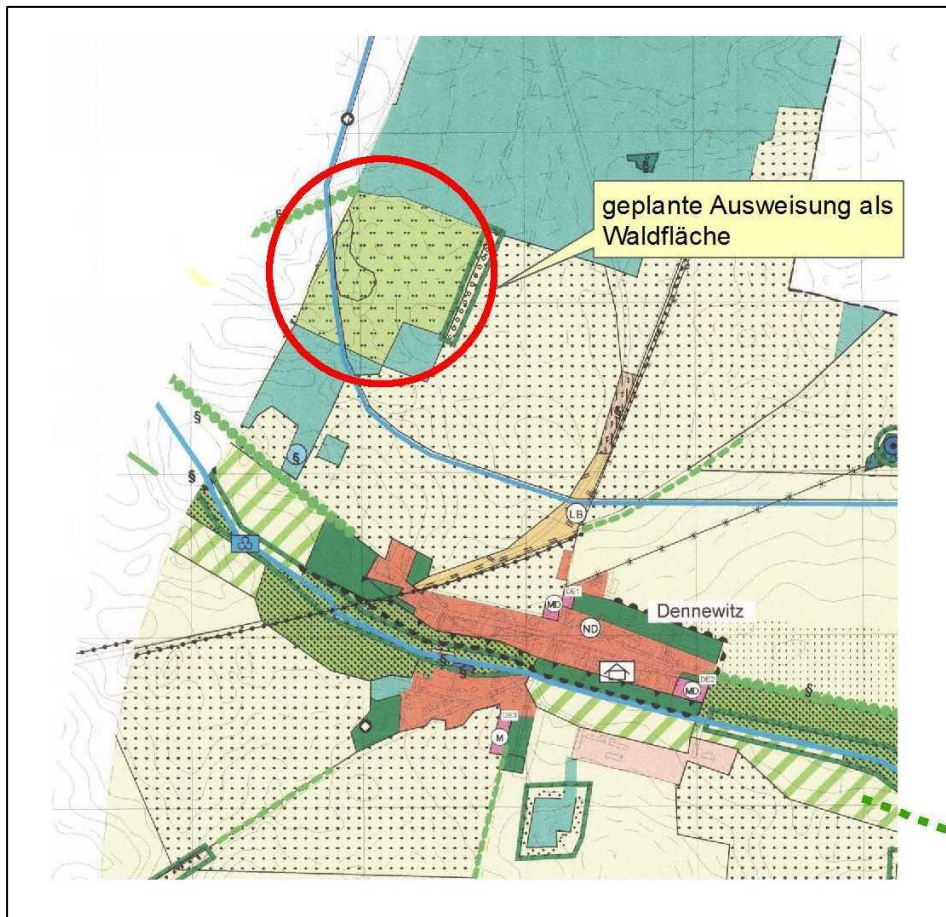 geplante Ausweisung als
Waldfläche
§
§
§
§
LB
DE1
MD
ND
Dennewitz
§
§
§
MD
DE2
DE3
M